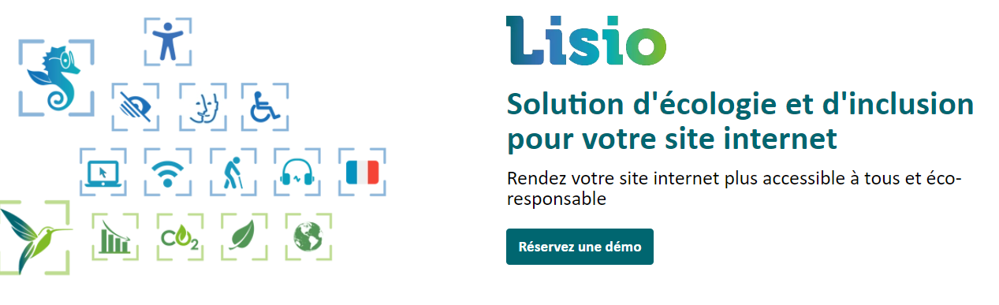 Lisio
Solution d'écologie et d'inclusion
pour votre site internet
Rendez votre site internet plus accessible à tous et éco-
responsable
CO2
Réservez une démo